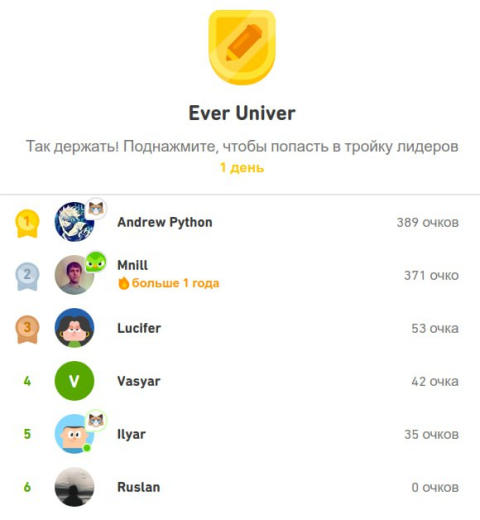 Ever Univer
Так держать! Поднажмите, чтобы попасть в тройку лидеров
1 день
1 Andrew Python 389 очков
2 Mnill 371 очко
больше 1 года
3 Lucifer 53 очка
4 V Vasyar 42 очка
5 Ilyar 35 очков
6 Ruslan 0 очков